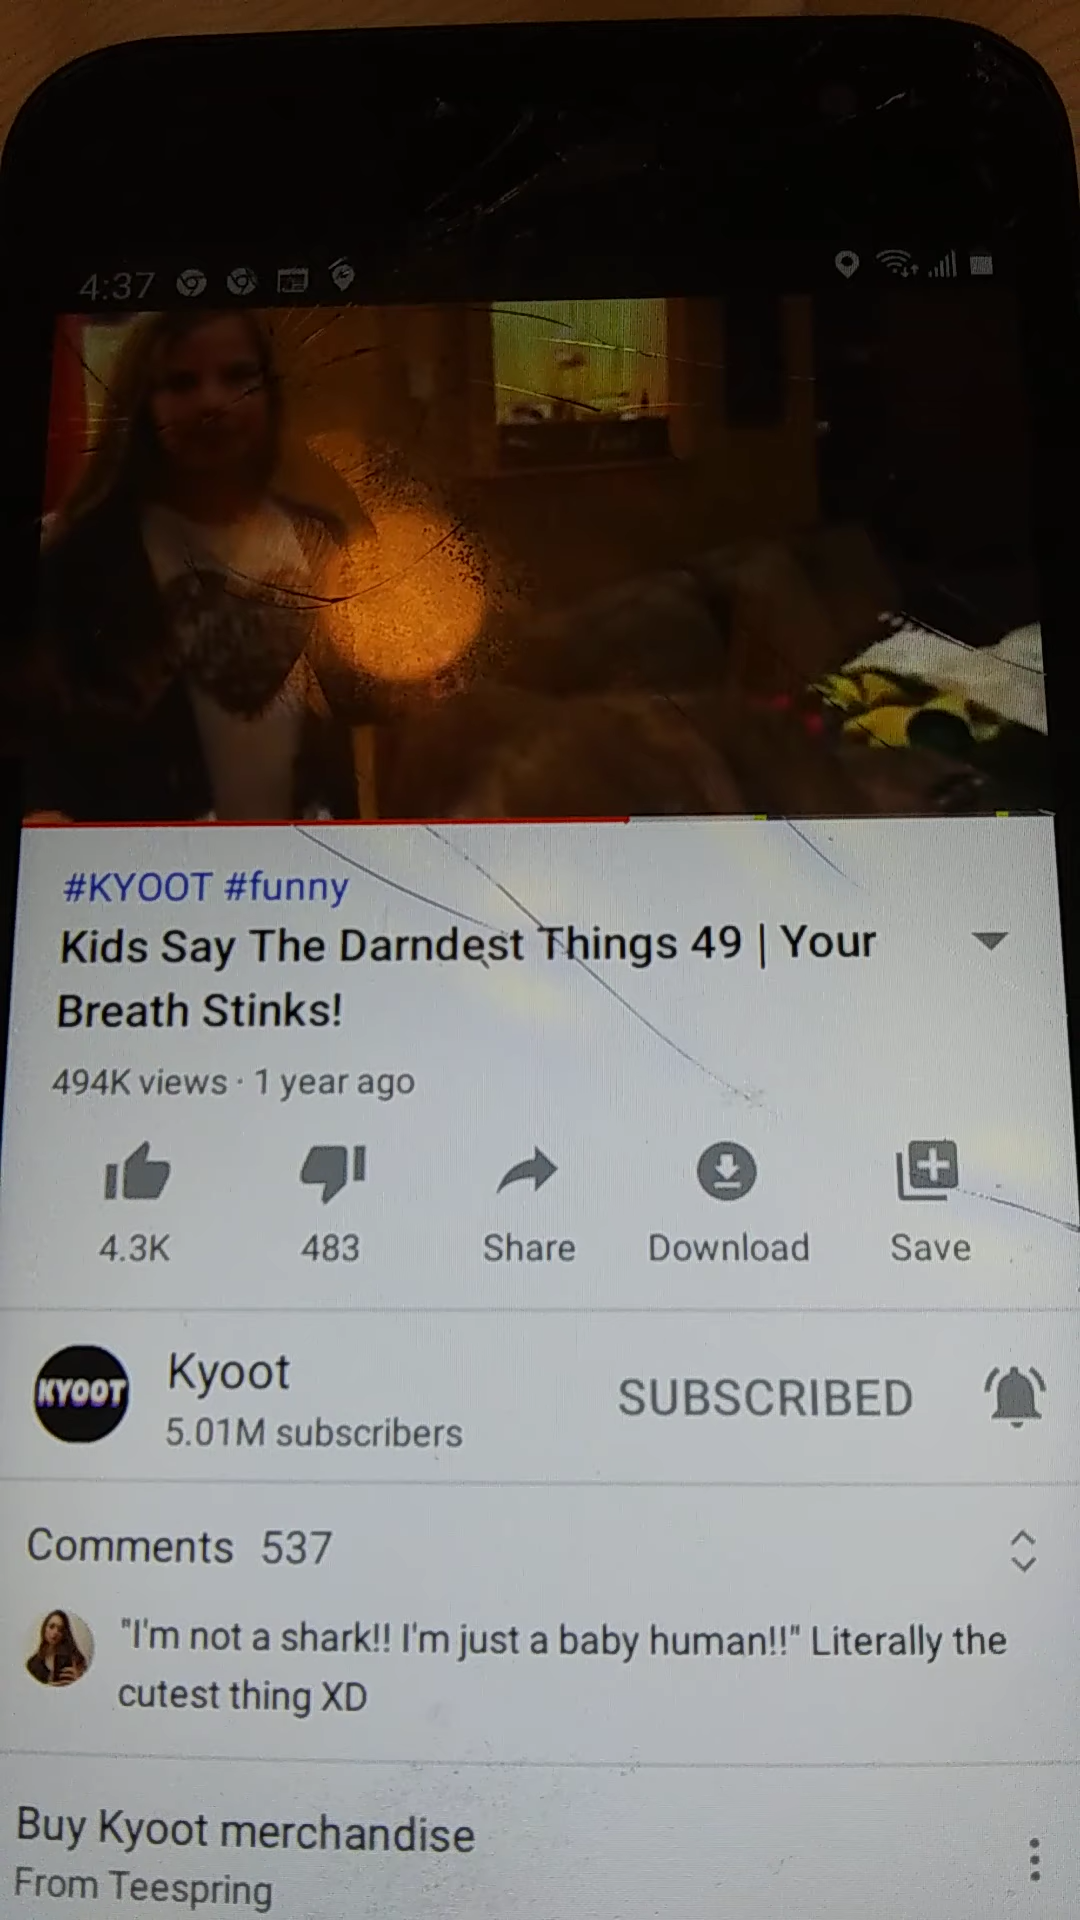 4:37
#KYOOT #funny
Kids Say The Darndest Things 49 | Your
Breath Stinks!
494K views · 1 year ago
4.3K
483
Share
Download
Save
KYOOT
Kyoot
5.01M subscribers
SUBSCRIBED
Comments 537
"I'm not a shark!! I'm just a baby human!!" Literally the
cutest thing XD
Buy Kyoot merchandise
From Teespring